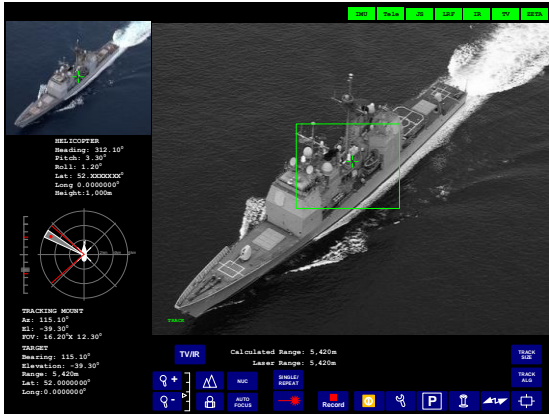 IMU Tele JS LRF IR TV EETA
HELICOPTER
Heading: 312.10°
Pitch: 3.30°
Roll: 1.20°
Lat: 52.XXXXXXX°
Long 0.0000000°
Height:1,000m
TRACKING MOUNT
Az: 115.10°
El: -39.30°
FOV: 16.20°X 12.30°
TARGET
Bearing: 115.10°
Elevation: -39.30°
Range: 5,420m
Lat: 52.0000000°
Long:0.0000000°
TRACK
TV/IR
Calculated Range: 5,420m
Laser Range: 5,420m
TRACK
SIZE
+
NUC
SINGLE/
REPEAT
TRACK
ALG
-
AUTO
FOCUS
Record
P